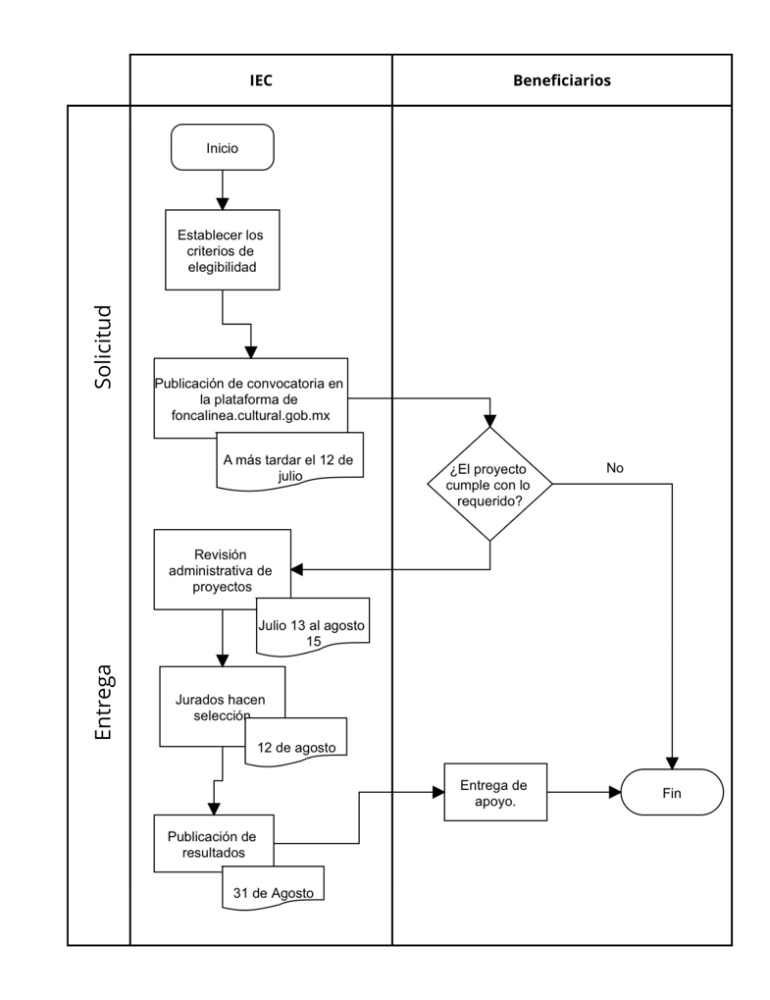 IEC
Beneficiarios
Solicitud
Inicio
Establecer los
criterios de
elegibilidad
Publicación de convocatoria en
la plataforma de
foncalinea.cultural.gob.mx
A más tardar el 12 de
julio
¿El proyecto
cumple con lo
requerido?
No
Entrega
Revisión
administrativa de
proyectos
Julio 13 al agosto
15
Jurados hacen
selección
12 de agosto
Publicación de
resultados
31 de Agosto
Entrega de
apoyo.
Fin